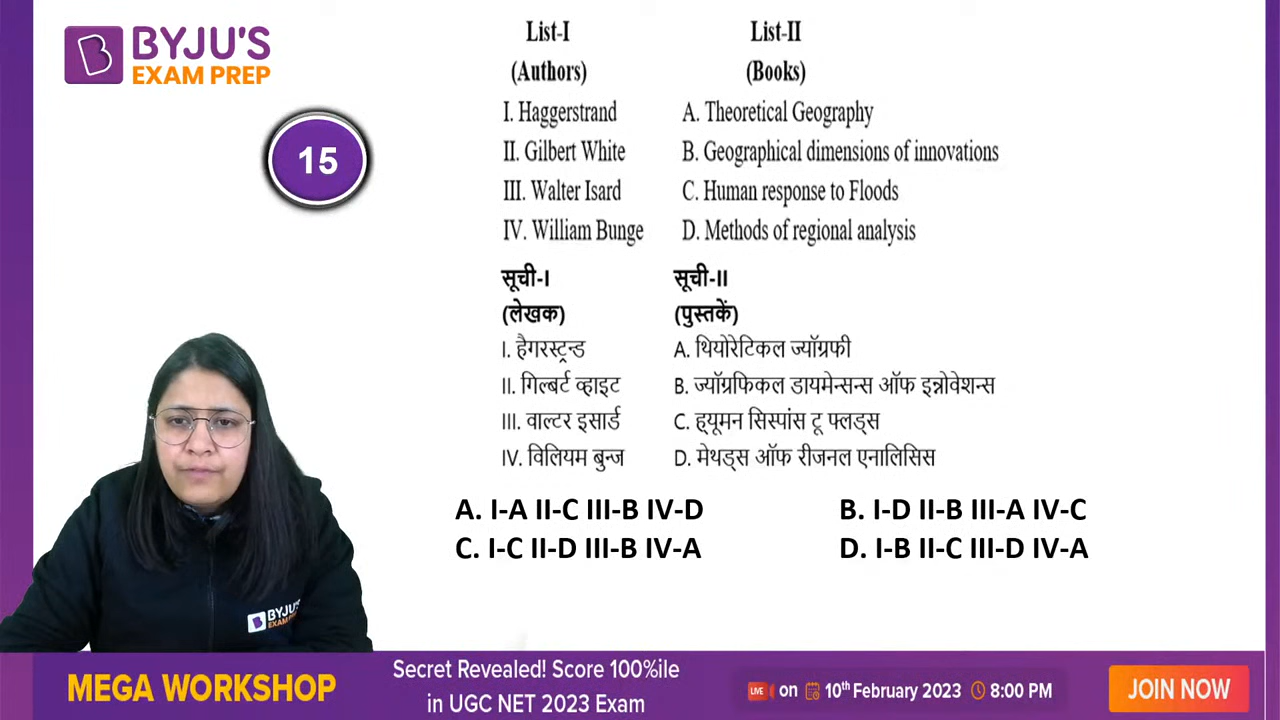 BYJU'S
EXAM PREP
15
List-I List-II
(Authors) (Books)
I. Haggerstrand A. Theoretical Geography
II. Gilbert White B. Geographical dimensions of innovations
III. Walter Isard C. Human response to Floods
IV. William Bunge D. Methods of regional analysis
सूची-I सूची-II
(लेखक) (पुस्तकें)
I. हैगरस्ट्रन्ड A. थियोरेटिकल ज्यॉग्रफी
II. गिल्बर्ट व्हाइट B. ज्यॉग्रफिकल डायमेन्सन्स ऑफ इन्नोवेशन्स
III. वाल्टर इसार्ड C. ह्यूमन सिस्पांस टू फ्लड्स
IV. विलियम बुन्ज D. मेथड्स ऑफ रीजनल एनालिसिस
A. I-A II-C III-B IV-D B. I-D II-B III-A IV-C
C. I-C II-D III-B IV-A D. I-B II-C III-D IV-A
BYJU'S
EXAM PREP
MEGA WORKSHOP
Secret Revealed! Score 100%ile
in UGC NET 2023 Exam
LIVE on 10th February 2023 8:00 PM
JOIN NOW